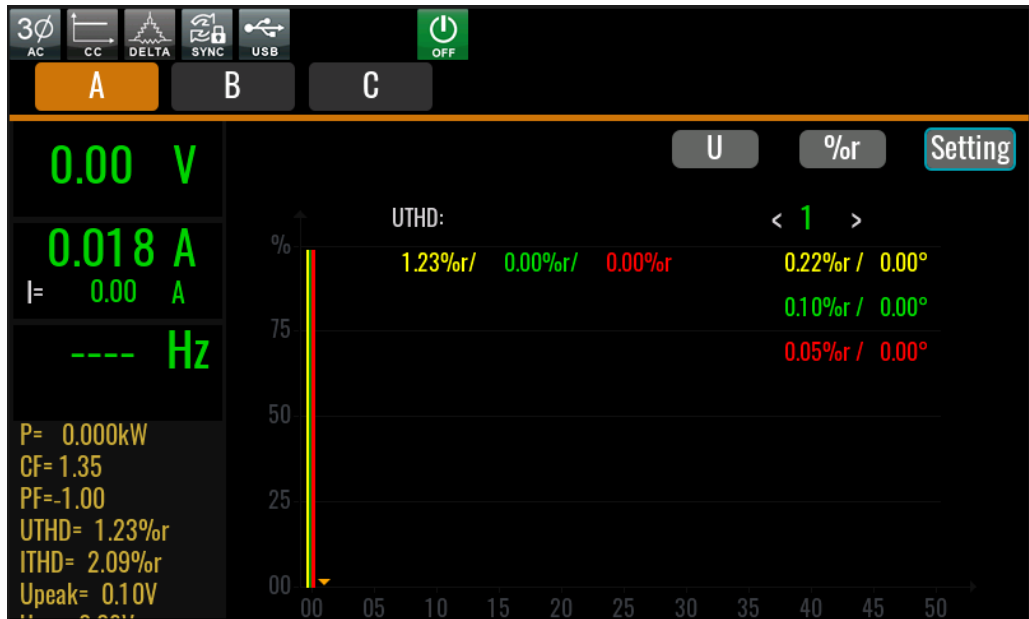 3Ø AC CC DELTA SYNC USB OFF
A B C
0.00 V
0.018 A
I= 0.00 A
---- Hz
P= 0.000kW
CF= 1.35
PF=-1.00
UTHD= 1.23%r
ITHD= 2.09%r
Upeak= 0.10V
U %r Setting
UTHD: < 1 >
1.23%r/ 0.00%r/ 0.00%r 0.22%r / 0.00°
0.10%r / 0.00°
0.05%r / 0.00°
%
75
50
25
00
00 05 10 15 20 25 30 35 40 45 50